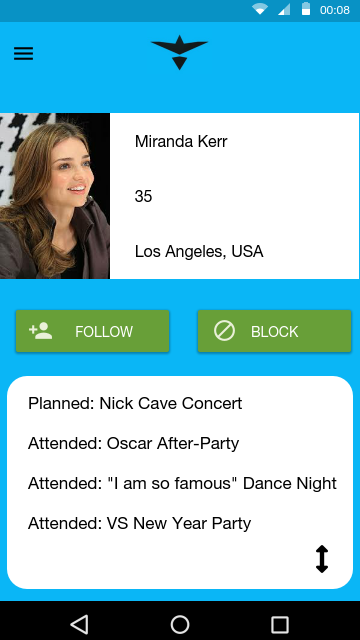 00:08
Miranda Kerr
35
Los Angeles, USA
FOLLOW
BLOCK
Planned: Nick Cave Concert
Attended: Oscar After-Party
Attended: "I am so famous" Dance Night
Attended: VS New Year Party